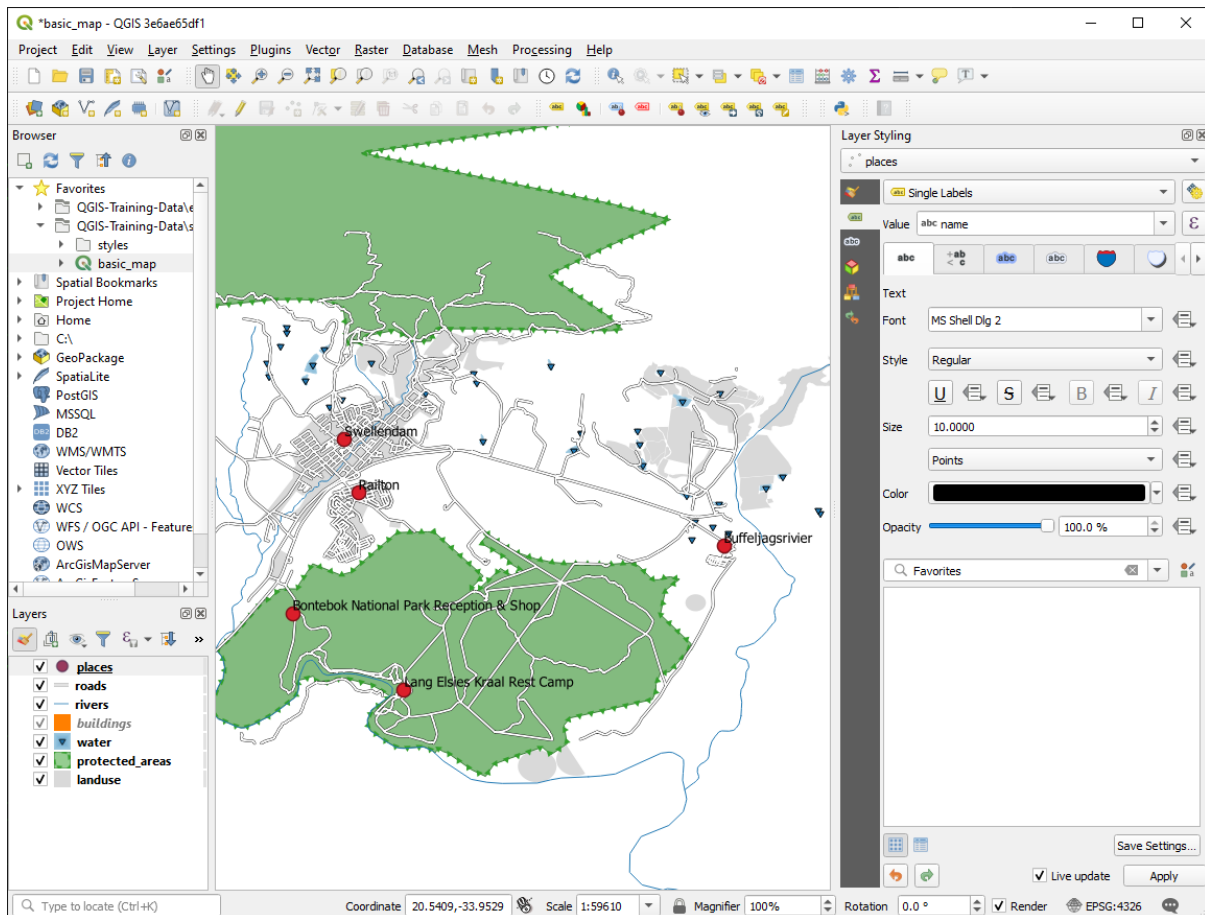 *basic_map - QGIS 3e6ae65df1
Project Edit View Layer Settings Plugins Vector Raster Database Mesh Processing Help
Browser
Favorites
QGIS-Training-Data\e
QGIS-Training-Data\s
styles
basic_map
Spatial Bookmarks
Project Home
Home
C:\
GeoPackage
SpatiaLite
PostGIS
MSSQL
DB2
WMS/WMTS
Vector Tiles
XYZ Tiles
WCS
WFS / OGC API - Feature
OWS
ArcGisMapServer
Layers
places
roads
rivers
buildings
water
protected_areas
landuse
Swellendam
Railton
Buffeljagsrivier
Bontebok National Park Reception & Shop
Lang Elsies Kraal Rest Camp
Layer Styling
places
Single Labels
Value abc name
abc +ab < c abc abc
Text
Font MS Shell Dlg 2
Style Regular
U S B I
Size 10.0000
Points
Color
Opacity 100.0 %
Favorites
Save Settings...
Live update Apply
Type to locate (Ctrl+K) Coordinate 20.5409,-33.9529 Scale 1:59610 Magnifier 100% Rotation 0.0 ° Render EPSG:4326